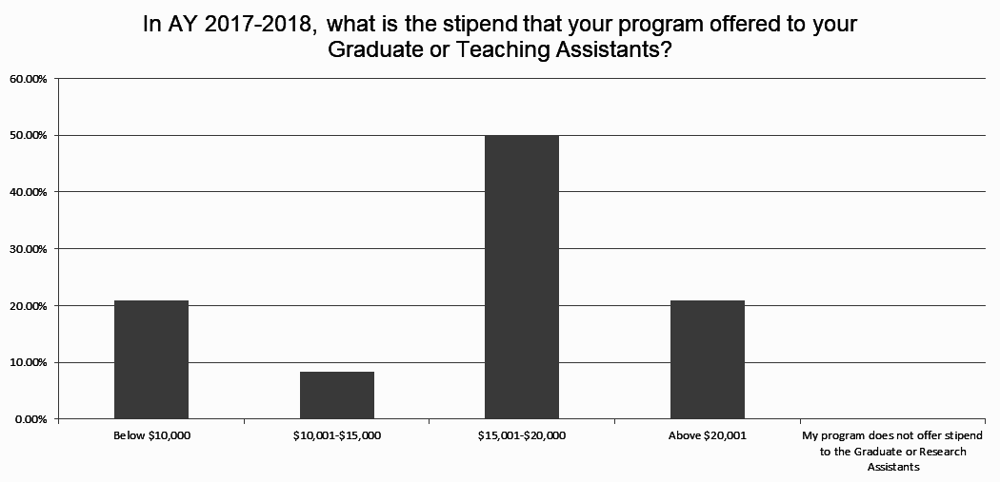 In AY 2017-2018, what is the stipend that your program offered to your
Graduate or Teaching Assistants?
60.00%
50.00%
40.00%
30.00%
20.00%
10.00%
0.00%
Below $10,000
$10,001-$15,000
$15,001-$20,000
Above $20,001
My program does not offer stipend
to the Graduate or Research
Assistants